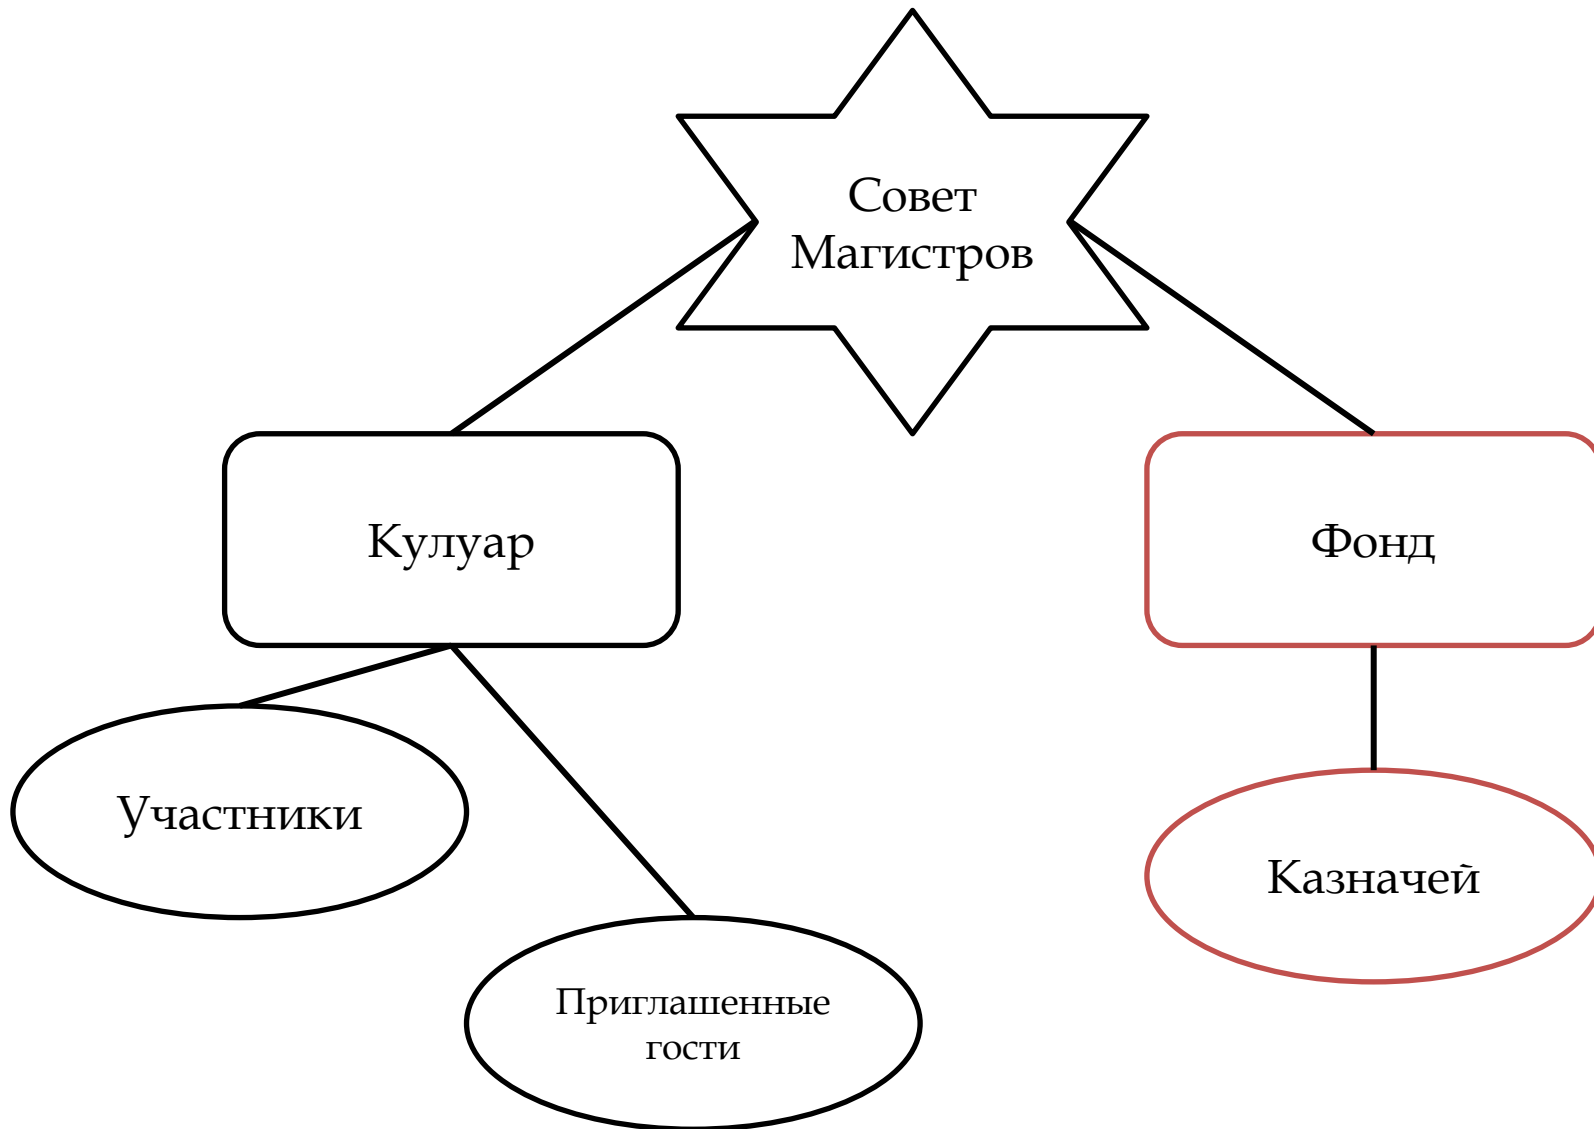 Совет
Магистров
Кулуар
Фонд
Участники
Казначей
Приглашенные
гости